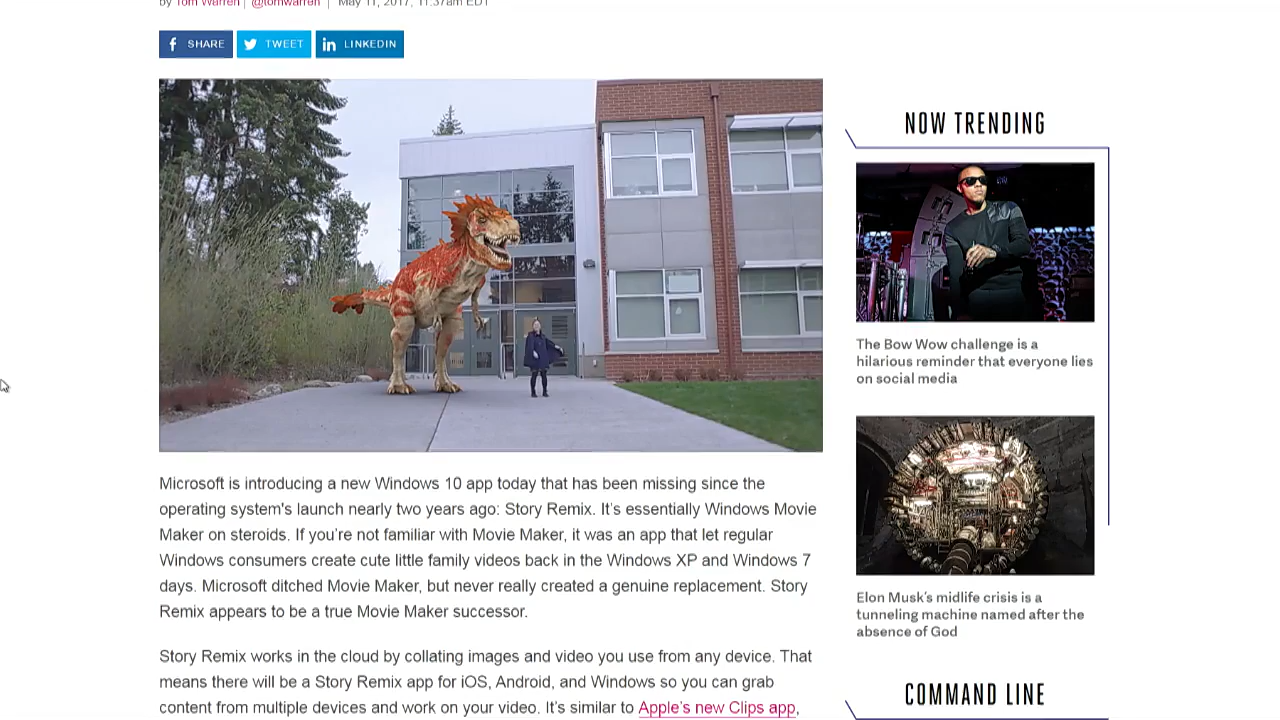 by Tom Warren | @tomwarren | May 11, 2017, 11:37am EDT
SHARE
TWEET
LINKEDIN
Microsoft is introducing a new Windows 10 app today that has been missing since the
operating system's launch nearly two years ago: Story Remix. It's essentially Windows Movie
Maker on steroids. If you're not familiar with Movie Maker, it was an app that let regular
Windows consumers create cute little family videos back in the Windows XP and Windows 7
days. Microsoft ditched Movie Maker, but never really created a genuine replacement. Story
Remix appears to be a true Movie Maker successor.
Story Remix works in the cloud by collating images and video you use from any device. That
means there will be a Story Remix app for iOS, Android, and Windows so you can grab
content from multiple devices and work on your video. It's similar to Apple's new Clips app,
NOW TRENDING
The Bow Wow challenge is a
hilarious reminder that everyone lies
on social media
Elon Musk's midlife crisis is a
tunneling machine named after the
absence of God
COMMAND LINE